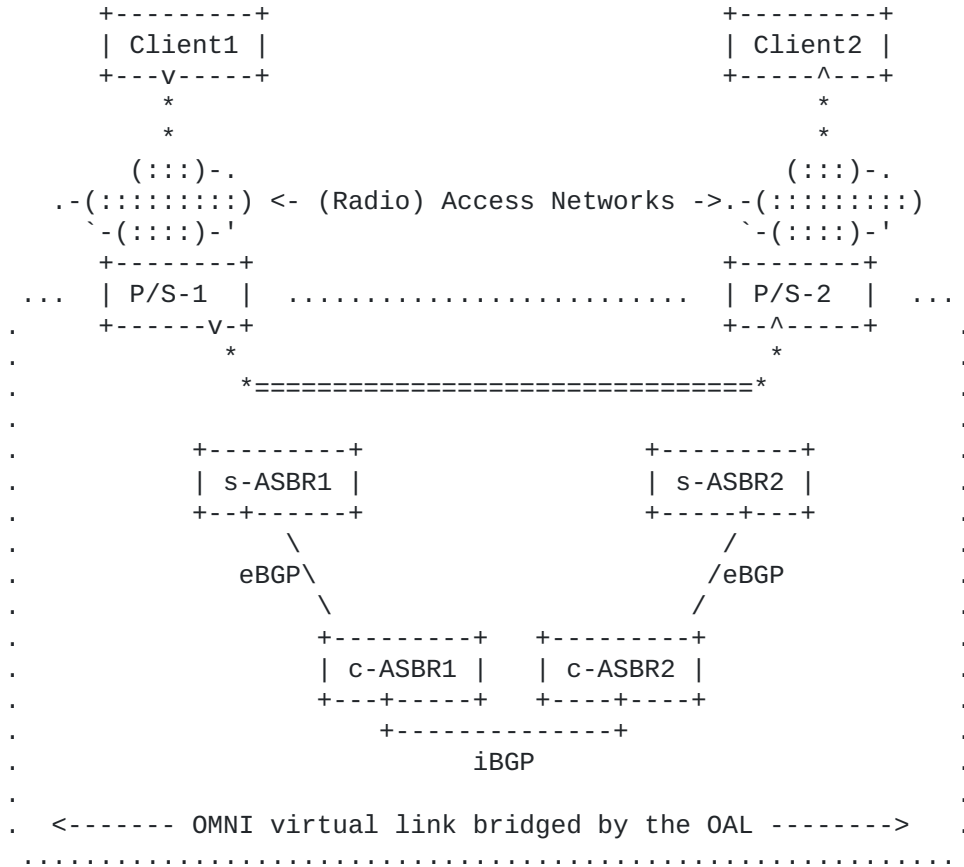 Client1 Client2
<- (Radio) Access Networks ->
P/S-1 P/S-2
s-ASBR1 s-ASBR2
eBGP eBGP
c-ASBR1 c-ASBR2
iBGP
<------- OMNI virtual link bridged by the OAL -------->